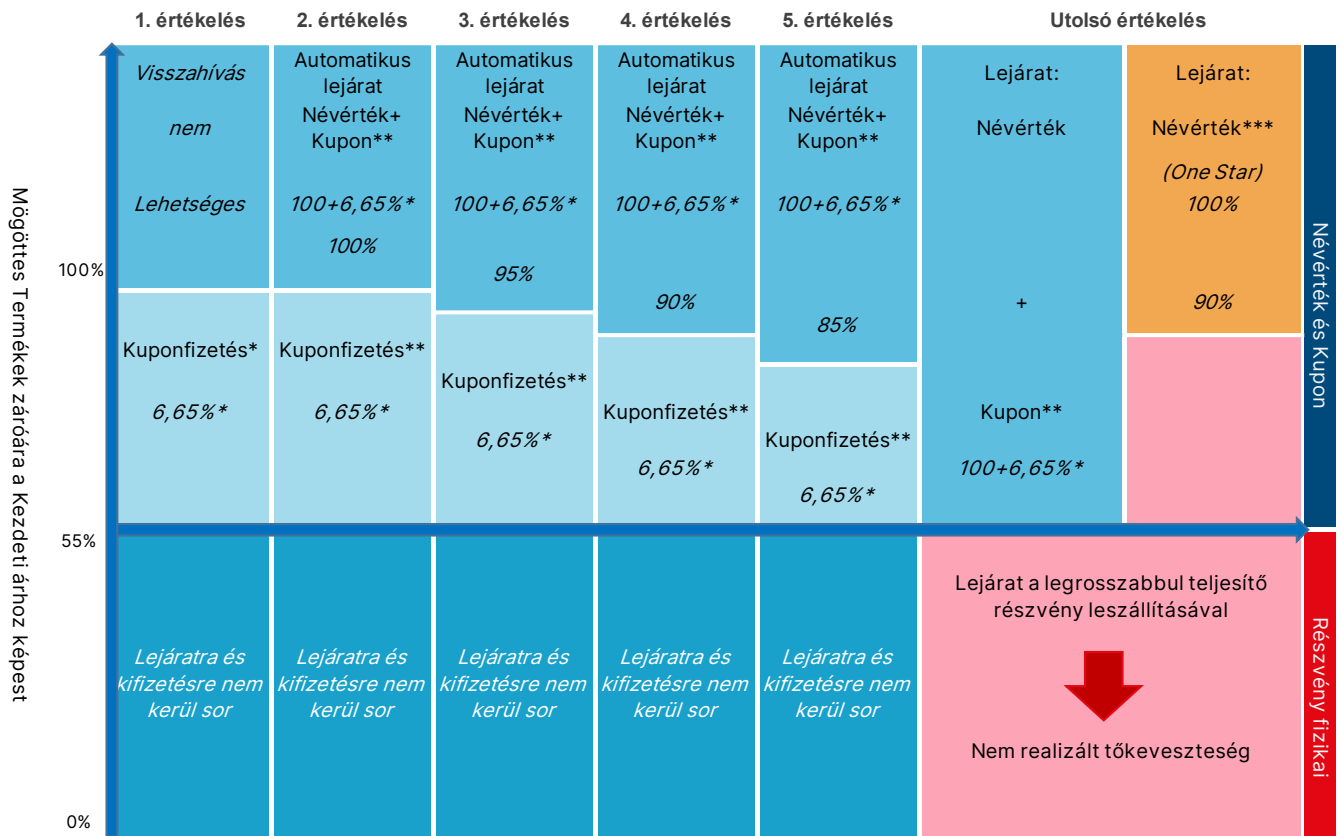 1. értékelés
2. értékelés
3. értékelés
4. értékelés
5. értékelés
Utolsó értékelés
Mögöttes Termékek záróára a Kezdeti árhoz képest
100%
55%
0%
Visszahívás
nem
Lehetséges
Kuponfizetés*
6,65%*
Lejáratra és
kifizetésre nem
kerül sor
Automatikus
lejárat
Névérték+
Kupon**
100+6,65%*
100%
Kuponfizetés**
6,65%*
Lejáratra és
kifizetésre nem
kerül sor
Automatikus
lejárat
Névérték+
Kupon**
100+6,65%*
95%
Kuponfizetés**
6,65%*
Lejáratra és
kifizetésre nem
kerül sor
Automatikus
lejárat
Névérték+
Kupon**
100+6,65%*
90%
Kuponfizetés**
6,65%*
Lejáratra és
kifizetésre nem
kerül sor
Automatikus
lejárat
Névérték+
Kupon**
100+6,65%*
85%
Kuponfizetés**
6,65%*
Lejáratra és
kifizetésre nem
kerül sor
Lejárat:
Névérték
+
Kupon**
100+6,65%*
Lejárat:
Névérték***
(One Star)
100%
90%
Lejárat a legrosszabbul teljesítő
részvény leszállításával
Nem realizált tőkeveszteség
Névérték és Kupon
Részvény fizikai